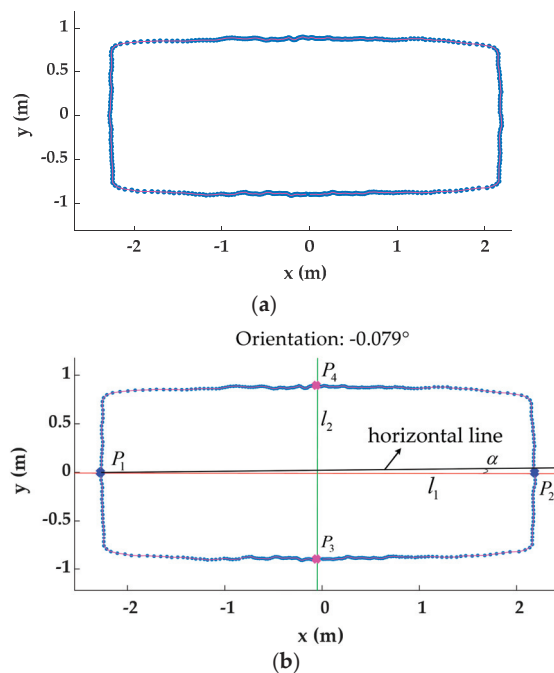 1
0.5
0
-0.5
-1
y (m)
-2 -1 0 1 2
x (m)
(a)
Orientation: -0.079°
1
0.5
0
-0.5
-1
y (m)
P4
l2
horizontal line
P1
α
l1
P2
P3
-2 -1 0 1 2
x (m)
(b)